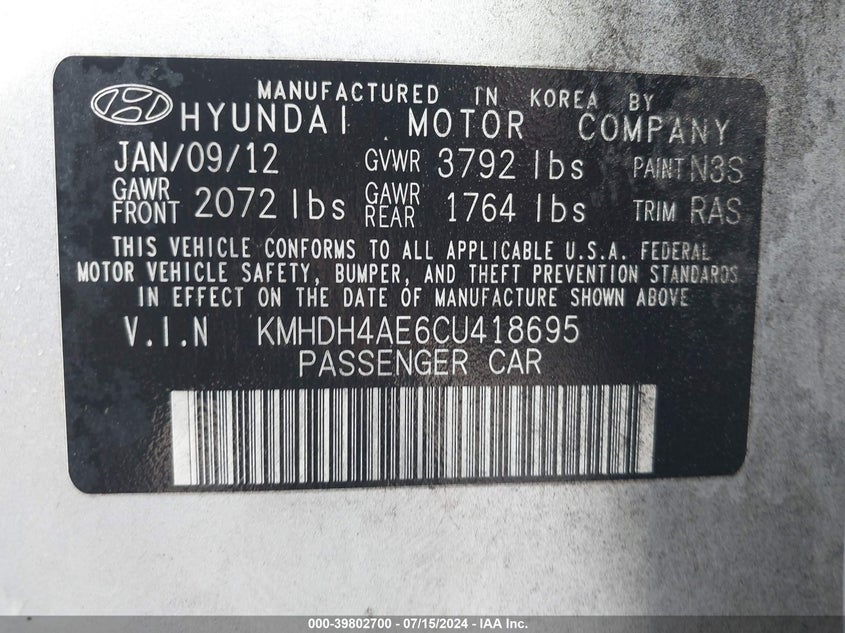 MANUFACTURED IN KOREA BY
HYUNDAI MOTOR COMPANY
JAN/09/12 GVWR 3792 lbs PAINT N3S
GAWR FRONT 2072 lbs GAWR REAR 1764 lbs TRIM RAS
THIS VEHICLE CONFORMS TO ALL APPLICABLE U.S.A. FEDERAL
MOTOR VEHICLE SAFETY, BUMPER, AND THEFT PREVENTION STANDARDS
IN EFFECT ON THE DATE OF MANUFACTURE SHOWN ABOVE
V.I.N KMHDH4AE6CU418695
PASSENGER CAR
000-39802700 - 07/15/2024 - IAA Inc.